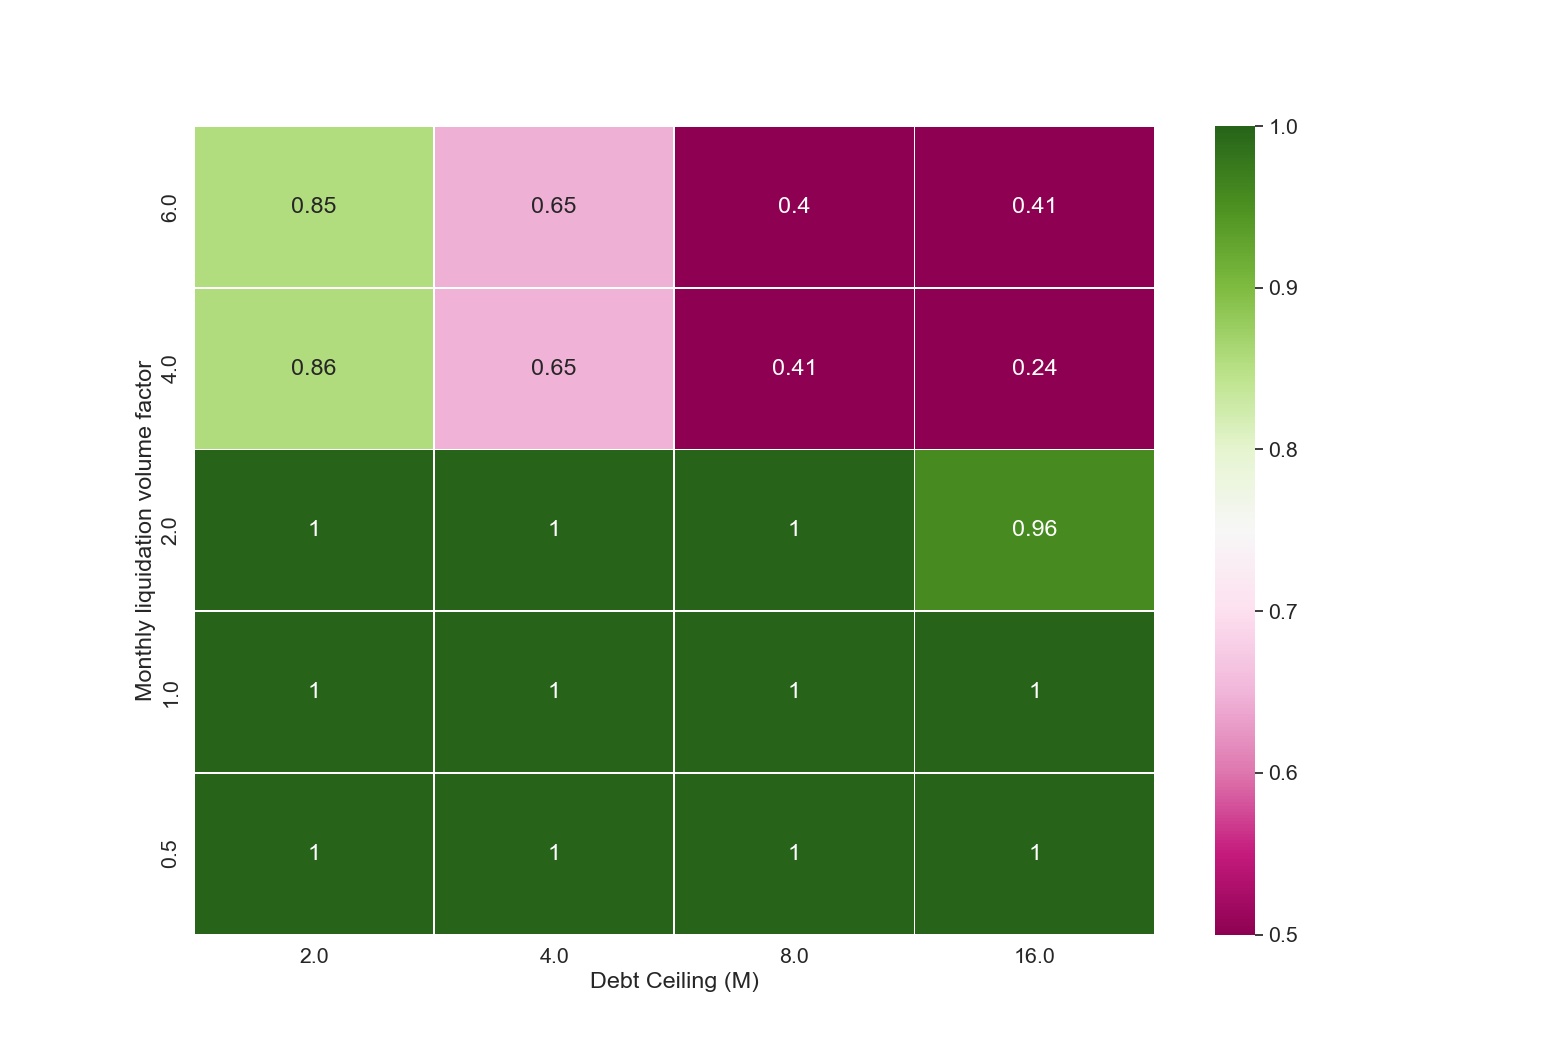 Monthly liquidation volume factor
6.0 0.85 0.65 0.4 0.41
4.0 0.86 0.65 0.41 0.24
2.0 1 1 1 0.96
1.0 1 1 1 1
0.5 1 1 1 1
2.0 4.0 8.0 16.0
Debt Ceiling (M)
1.0
0.9
0.8
0.7
0.6
0.5